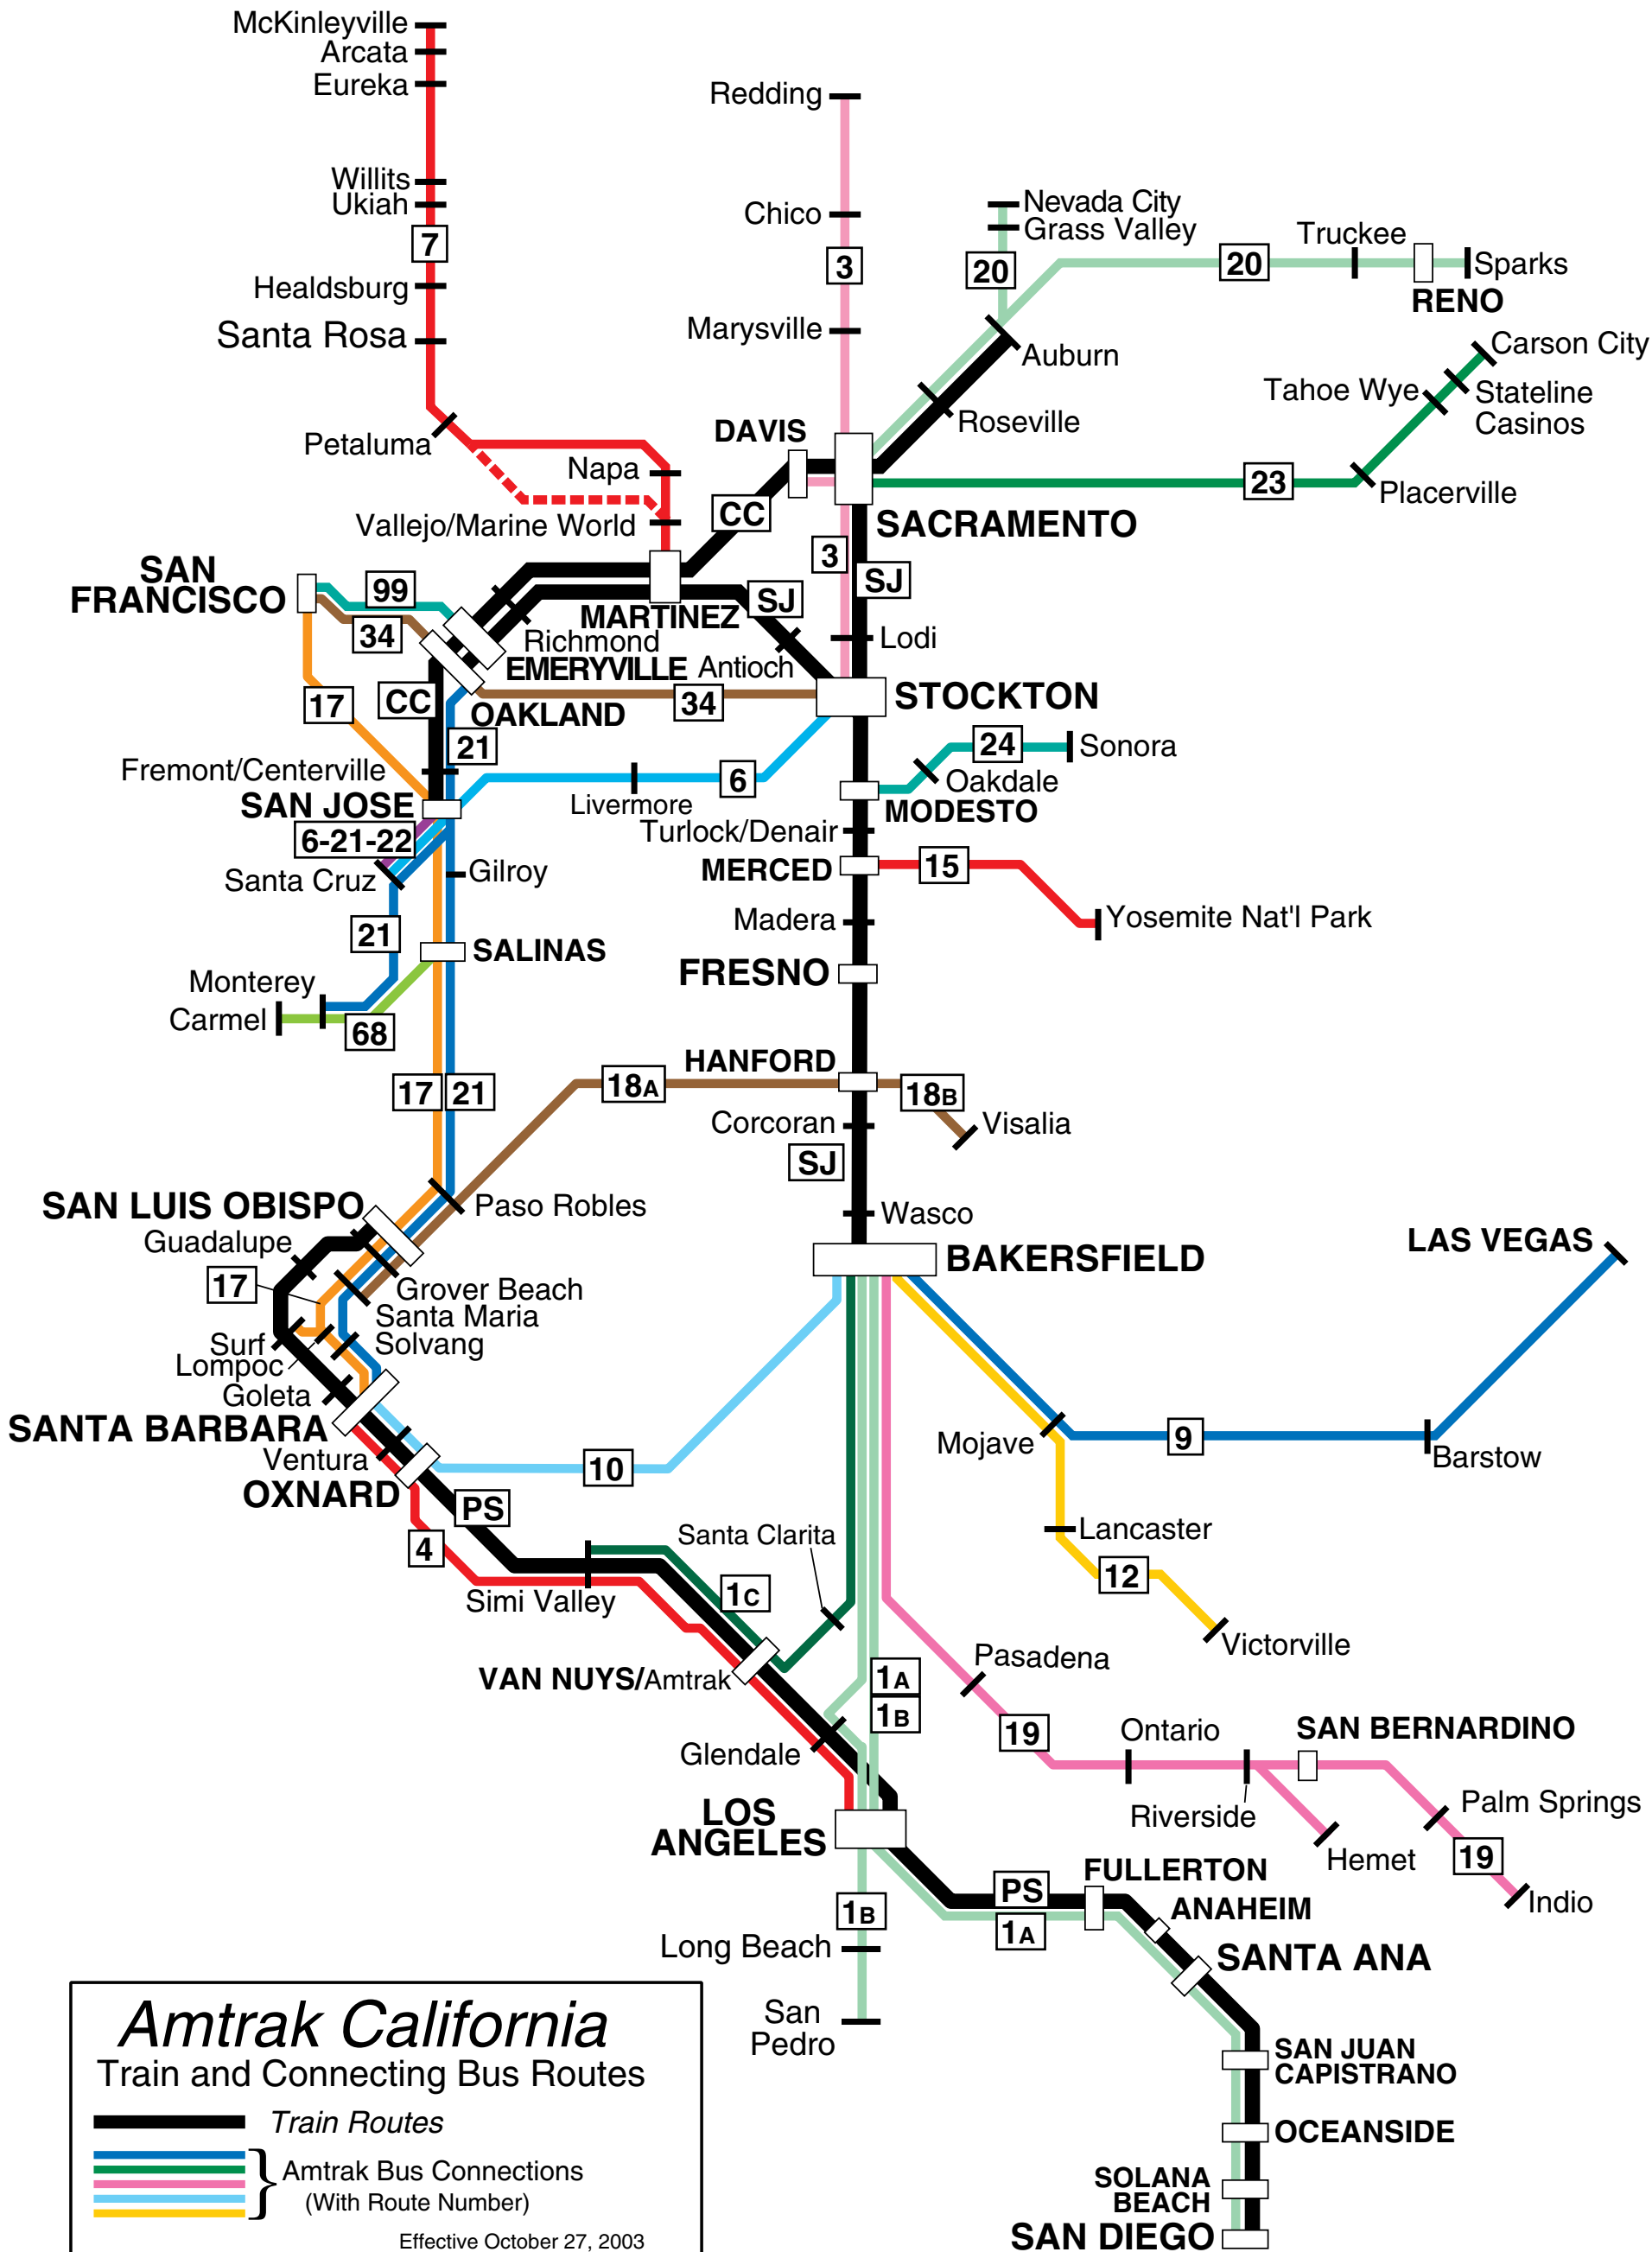 McKinleyville
Arcata
Eureka
Redding
Willits
Ukiah
Chico
Nevada City
Grass Valley
Truckee
7
3
20
20
Sparks
RENO
Healdsburg
Santa Rosa
Marysville
Auburn
Carson City
Tahoe Wye
Stateline
Casinos
Roseville
Petaluma
DAVIS
Napa
23
Placerville
CC
Vallejo/Marine World
SACRAMENTO
3
SJ
SAN
FRANCISCO
99
34
MARTINEZ
SJ
Richmond
Lodi
EMERYVILLE
Antioch
17
CC
34
STOCKTON
OAKLAND
21
24
Sonora
Fremont/Centerville
6
Oakdale
SAN JOSE
Livermore
MODESTO
6-21-22
Turlock/Denair
Santa Cruz
Gilroy
MERCED
15
21
Madera
Yosemite Nat'l Park
SALINAS
FRESNO
Monterey
Carmel
68
HANFORD
17
21
18A
18B
Corcoran
Visalia
SJ
SAN LUIS OBISPO
Paso Robles
Wasco
Guadalupe
BAKERSFIELD
LAS VEGAS
17
Grover Beach
Santa Maria
Surf
Solvang
Lompoc
Goleta
SANTA BARBARA
Mojave
9
Barstow
Ventura
10
OXNARD
PS
4
Santa Clarita
Lancaster
12
Simi Valley
1C
Victorville
VAN NUYS/Amtrak
Pasadena
1A
1B
19
Ontario
SAN BERNARDINO
Glendale
Riverside
Palm Springs
LOS
ANGELES
Hemet
19
FULLERTON
Indio
PS
1B
1A
ANAHEIM
Long Beach
SANTA ANA
San
Pedro
SAN JUAN
CAPISTRANO
OCEANSIDE
SOLANA
BEACH
SAN DIEGO
Amtrak California
Train and Connecting Bus Routes
Train Routes
Amtrak Bus Connections
(With Route Number)
Effective October 27, 2003